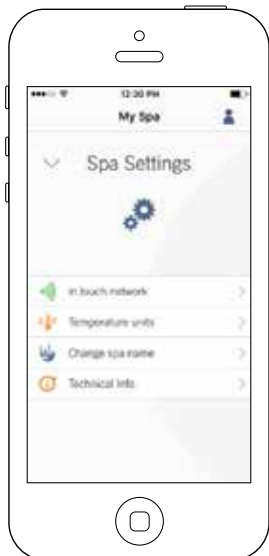 12:30 PM
My Spa
Spa Settings
in.touch network
Temperature units
Change spa name
Technical Info